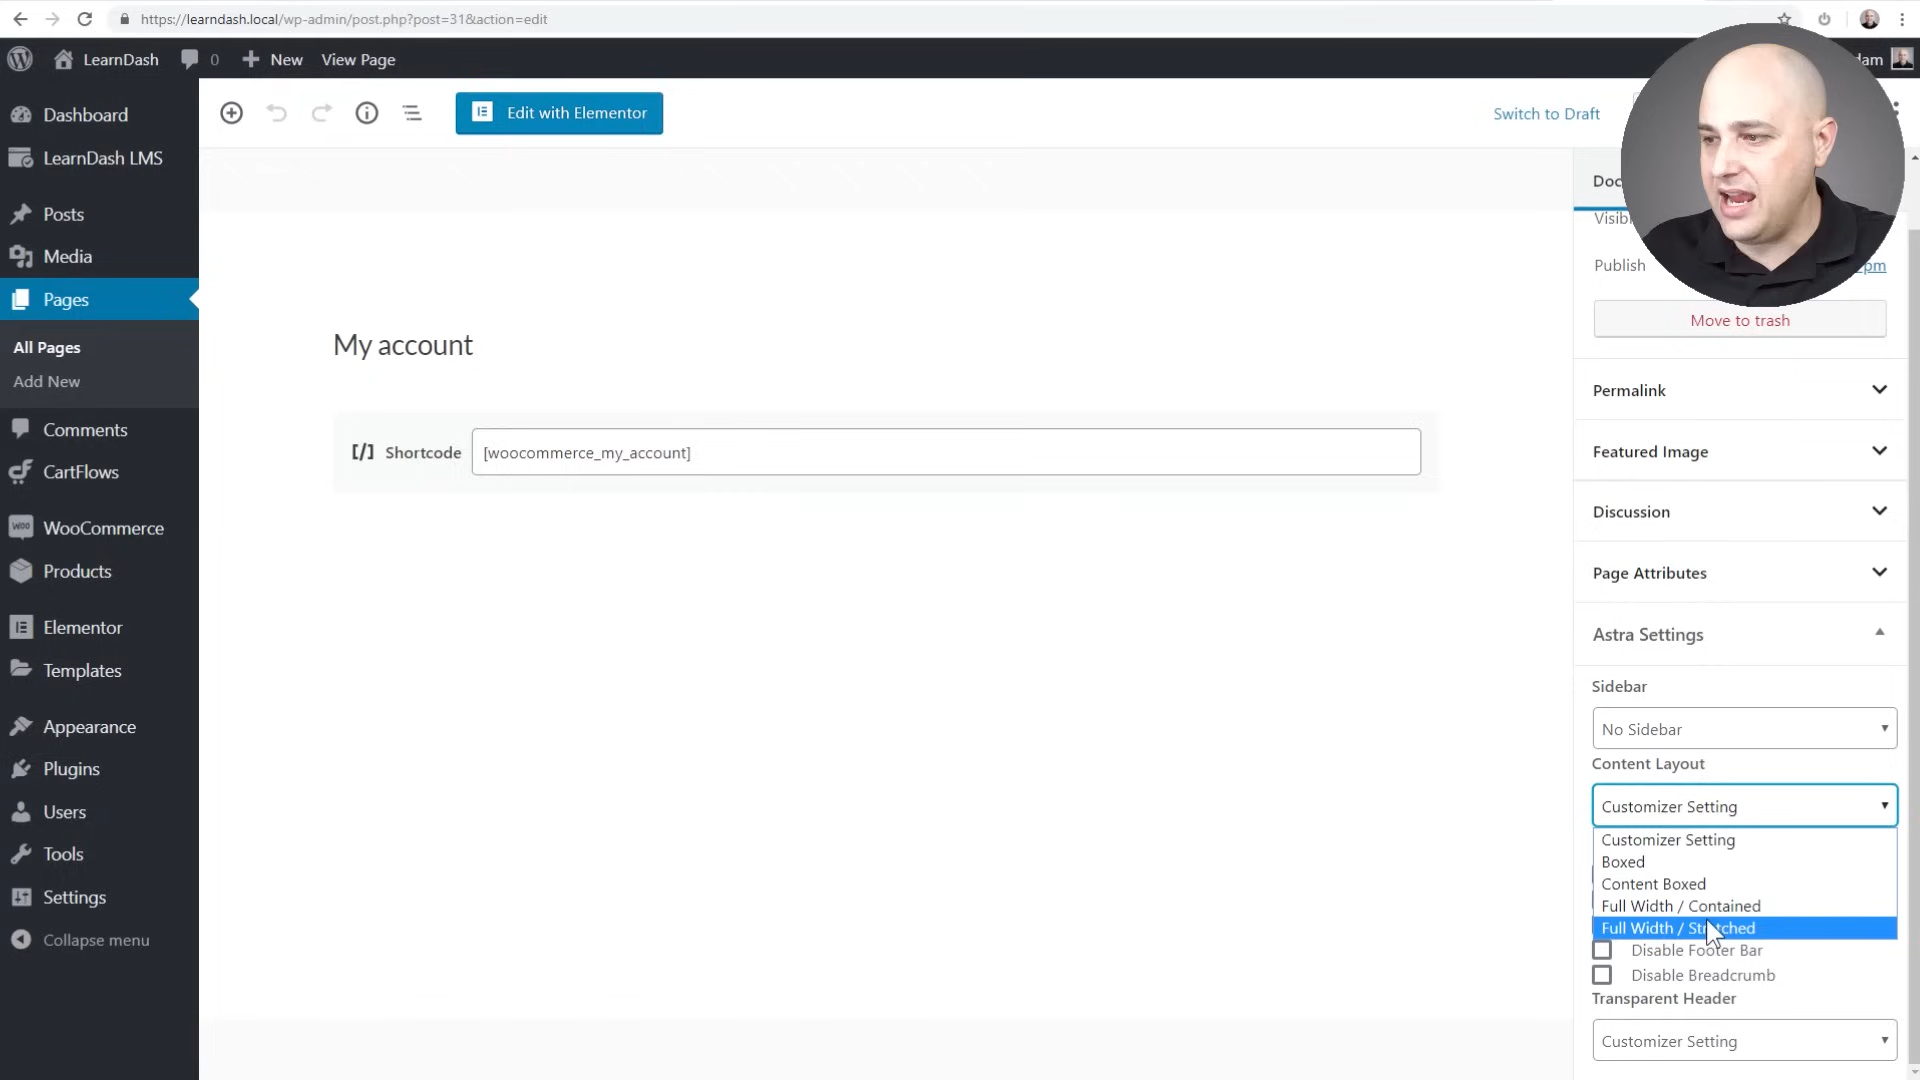 https://learndash.local/wp-admin/post.php?post=31&action=edit
LearnDash
0
New
View Page
Dashboard
LearnDash LMS
Posts
Media
Pages
All Pages
Add New
Comments
CartFlows
WooCommerce
Products
Elementor
Templates
Appearance
Plugins
Users
Tools
Settings
Collapse menu
Edit with Elementor
Switch to Draft
My account
[/] Shortcode
[woocommerce_my_account]
Publish
pm
Move to trash
Permalink
Featured Image
Discussion
Page Attributes
Astra Settings
Sidebar
No Sidebar
Content Layout
Customizer Setting
Customizer Setting
Boxed
Content Boxed
Full Width / Contained
Full Width / Stretched
Disable Footer Bar
Disable Breadcrumb
Transparent Header
Customizer Setting